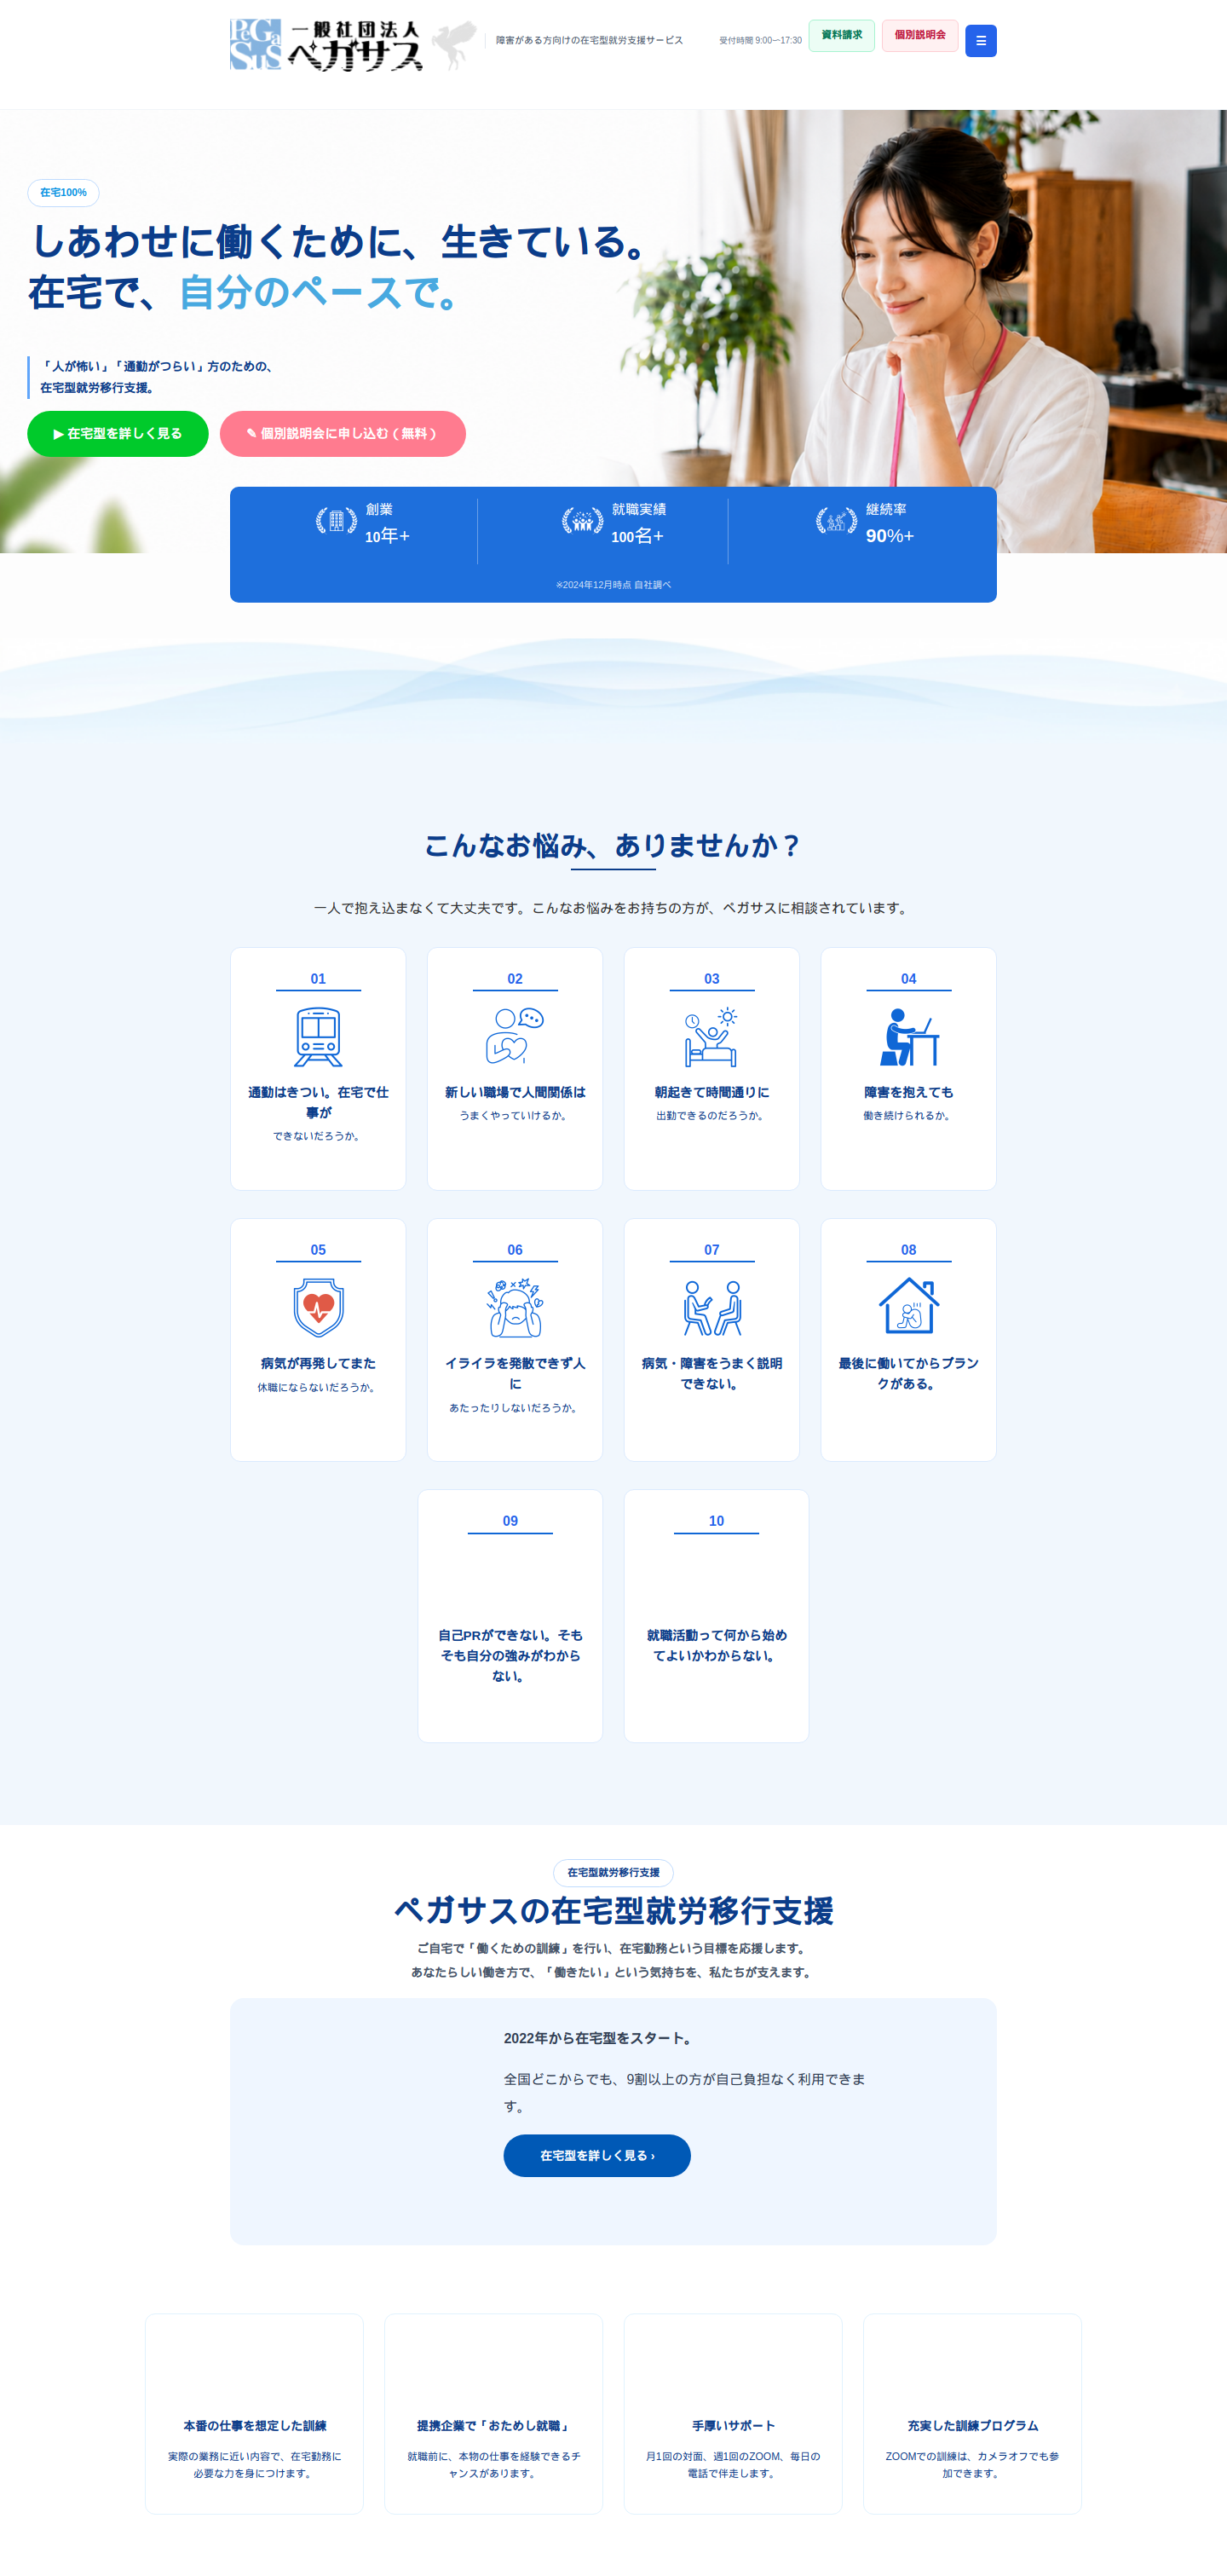 PeGaSuS
一般社団法人
ペガサス
障害がある方向けの在宅型就労支援サービス
受付時間 9:00〜17:30
資料請求
個別説明会
☰
在宅100%
しあわせに働くために、生きている。
在宅で、自分のペースで。
「人が怖い」「通勤がつらい」方のための、
在宅型就労移行支援。
▶ 在宅型を詳しく見る
✎ 個別説明会に申し込む（無料）
創業
10年+
就職実績
100名+
継続率
90%+
※2024年12月時点 自社調べ
こんなお悩み、ありませんか？
一人で抱え込まなくて大丈夫です。こんなお悩みをお持ちの方が、ペガサスに相談されています。
01
通勤はきつい。在宅で仕
事が
できないだろうか。
02
新しい職場で人間関係は
うまくやっていけるか。
03
朝起きて時間通りに
出勤できるのだろうか。
04
障害を抱えても
働き続けられるか。
05
病気が再発してまた
休職にならないだろうか。
06
イライラを発散できず人
に
あたったりしないだろうか。
07
病気・障害をうまく説明
できない。
08
最後に働いてからブラン
クがある。
09
自己PRができない。そも
そも自分の強みがわから
ない。
10
就職活動って何から始め
てよいかわからない。
在宅型就労移行支援
ペガサスの在宅型就労移行支援
ご自宅で「働くための訓練」を行い、在宅勤務という目標を応援します。
あなたらしい働き方で、「働きたい」という気持ちを、私たちが支えます。
2022年から在宅型をスタート。
全国どこからでも、9割以上の方が自己負担なく利用できま
す。
在宅型を詳しく見る ›
本番の仕事を想定した訓練
実際の業務に近い内容で、在宅勤務に
必要な力を身につけます。
提携企業で「おためし就職」
就職前に、本物の仕事を経験できるチ
ャンスがあります。
手厚いサポート
月1回の対面、週1回のZOOM、毎日の
電話で伴走します。
充実した訓練プログラム
ZOOMでの訓練は、カメラオフでも参
加できます。